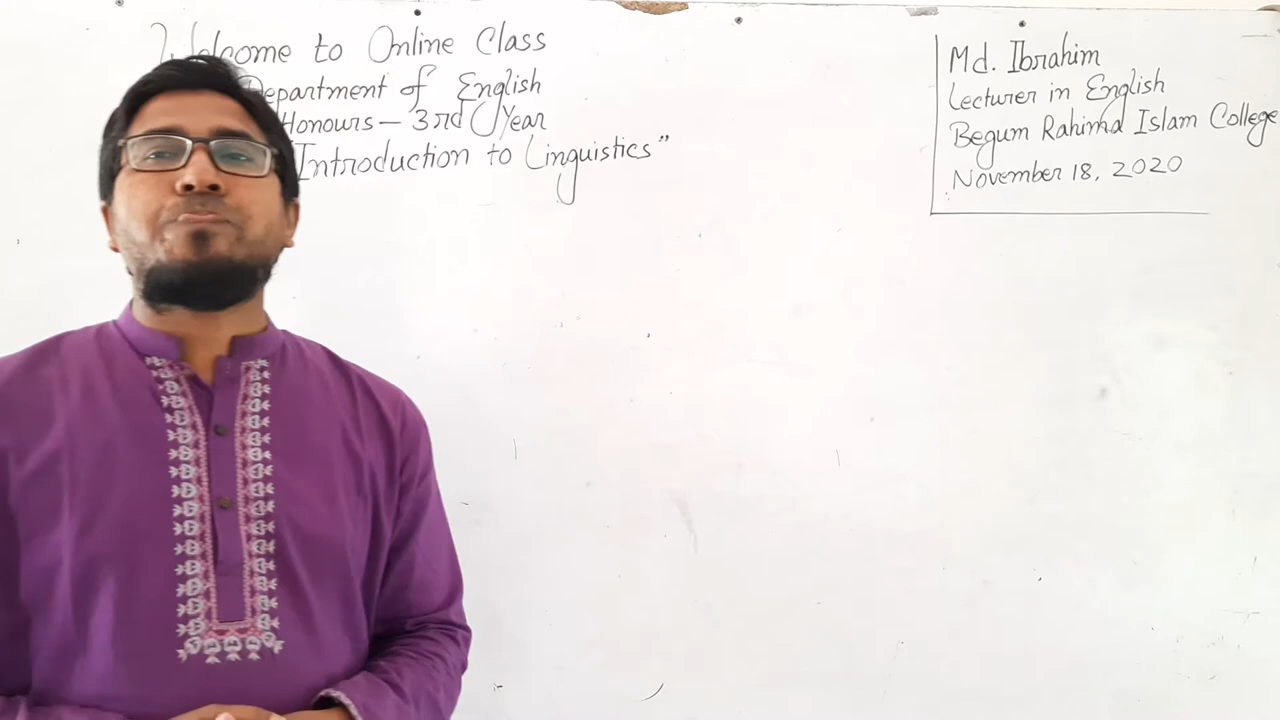 Welcome to Online Class
Department of English
Honours – 3rd Year
Introduction to Linguistics”
Md. Ibrahim
Lecturer in English
Begum Rahima Islam College
November 18, 2020